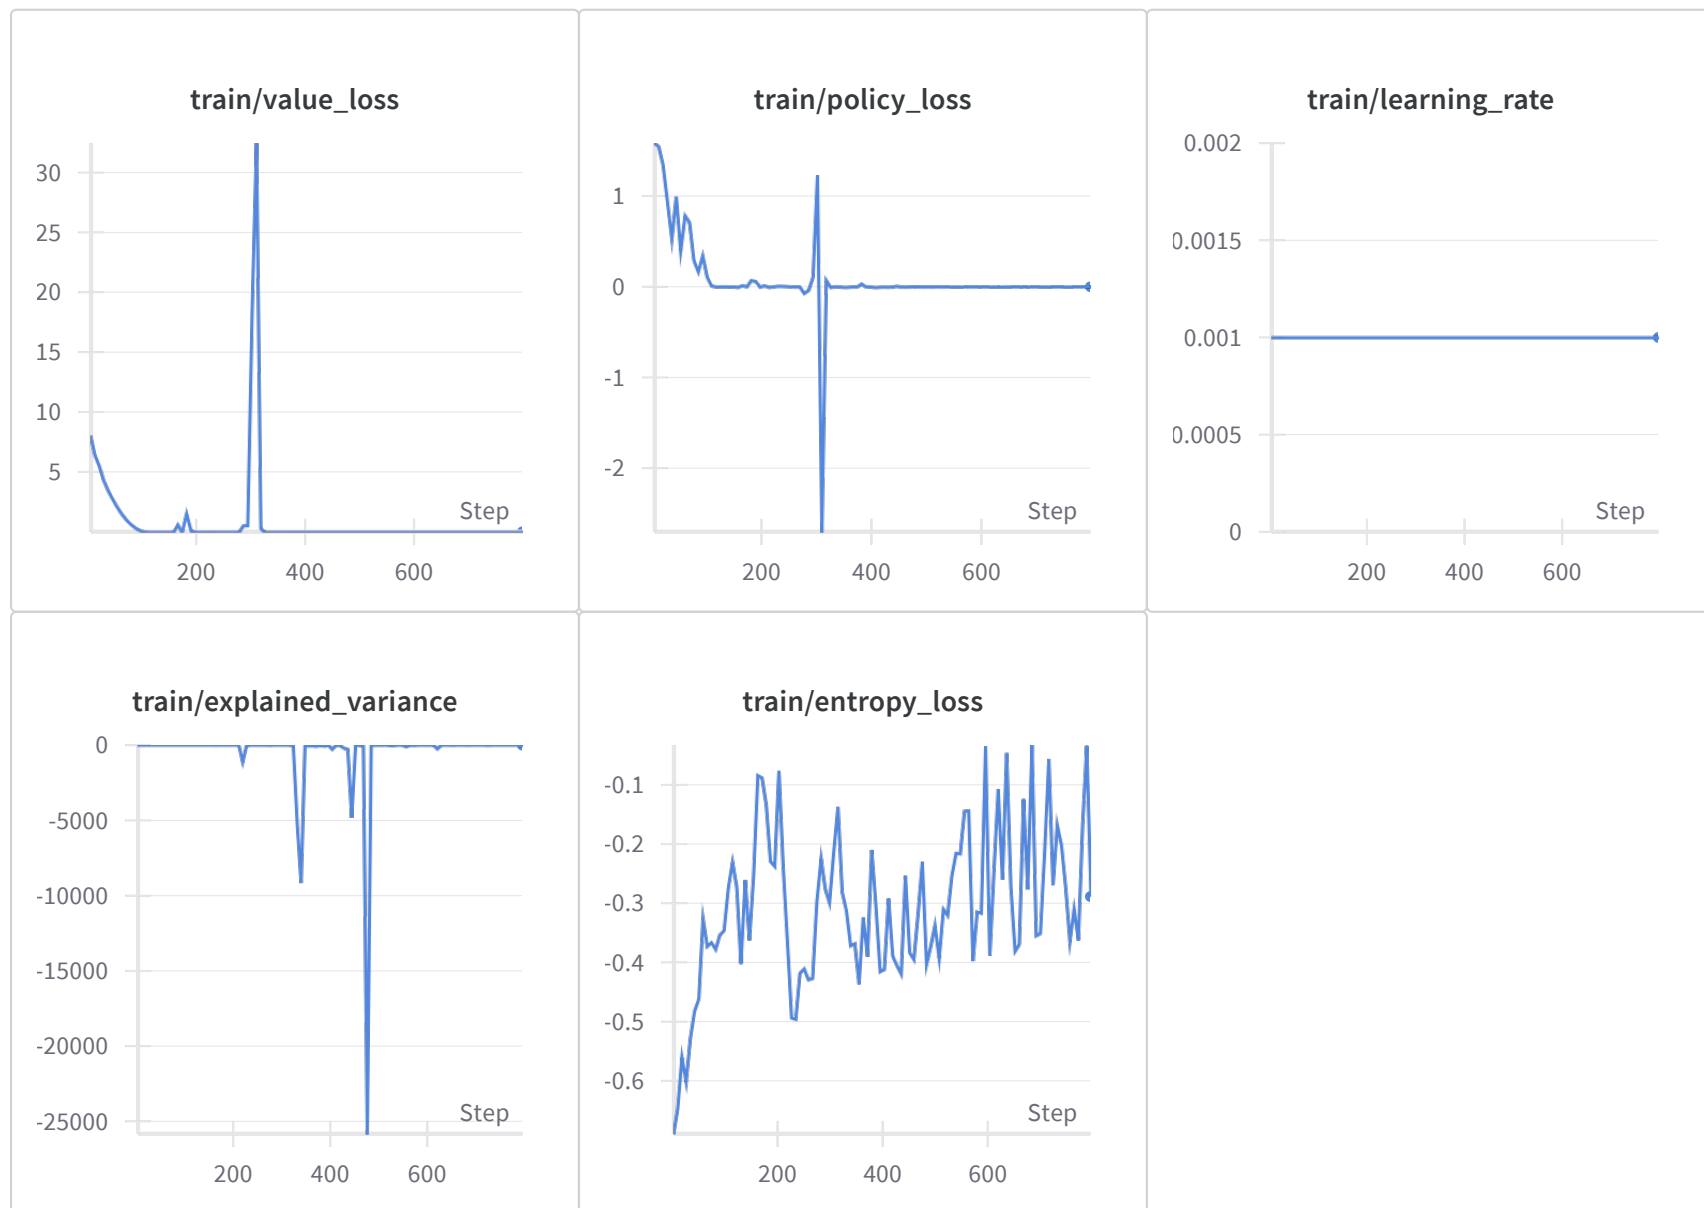 train/value_loss
30
25
20
15
10
5
Step
200 400 600
train/policy_loss
1
0
-1
-2
Step
200 400 600
train/learning_rate
0.002
0.0015
0.001
0.0005
0
Step
200 400 600
train/explained_variance
0
-5000
-10000
-15000
-20000
-25000
Step
200 400 600
train/entropy_loss
-0.1
-0.2
-0.3
-0.4
-0.5
-0.6
Step
200 400 600